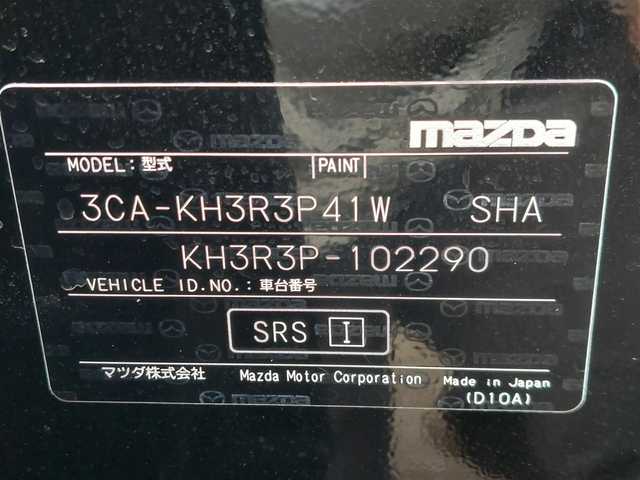 mazda
MODEL: 型式 PAINT
3CA-KH3R3P41W SHA
KH3R3P-102290
VEHICLE ID.NO.: 車台番号
SRS I
マツダ株式会社 Mazda Motor Corporation Made in Japan
(D10A)